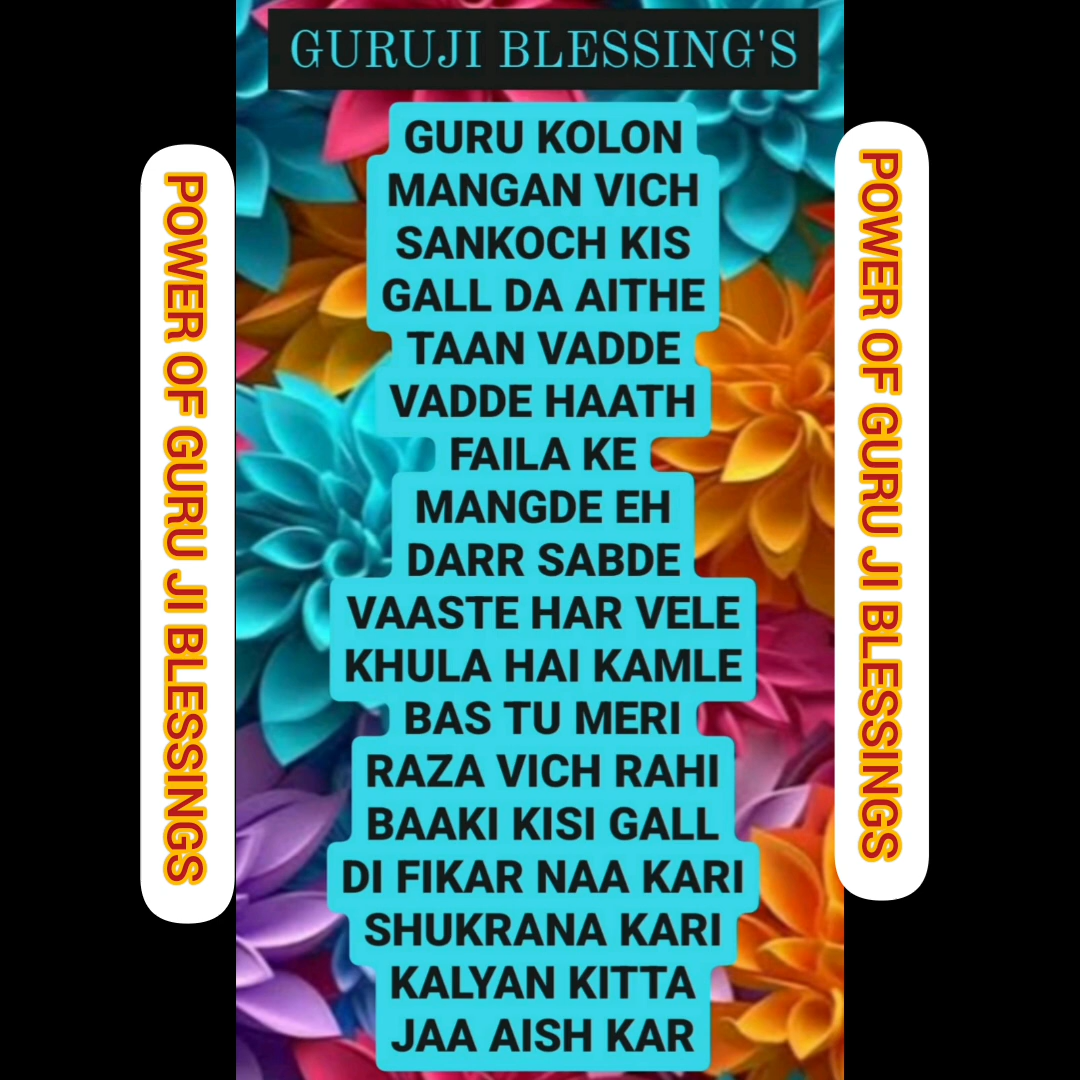 GURUJI BLESSING'S
GURU KOLON
MANGAN VICH
SANKOCH KIS
GALL DA AITHE
TAAN VADDE
VADDE HAATH
FAILA KE
MANGDE EH
DARR SABDE
VAASTE HAR VELE
KHULA HAI KAMLE
BAS TU MERI
RAZA VICH RAHI
BAAKI KISI GALL
DI FIKAR NAA KARI
SHUKRANA KARI
KALYAN KITTA
JAA AISH KAR
POWER OF GURU JI BLESSINGS
POWER OF GURU JI BLESSINGS